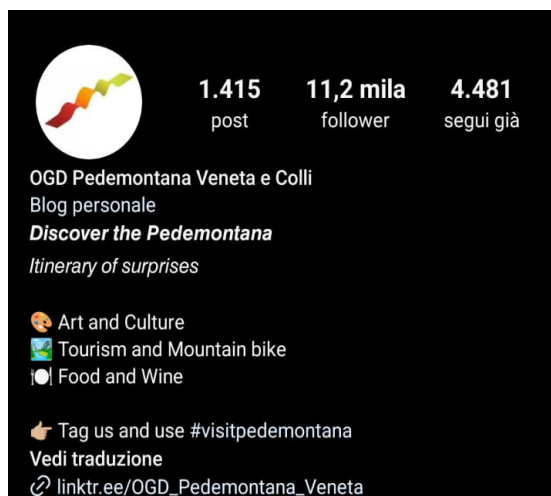 1.415 11,2 mila 4.481
post follower segui già
OGD Pedemontana Veneta e Colli
Blog personale
Discover the Pedemontana
Itinerary of surprises
🎨 Art and Culture
🏞️ Tourism and Mountain bike
🍽️ Food and Wine
👉🏼 Tag us and use #visitpedemontana
Vedi traduzione
linktr.ee/OGD_Pedemontana_Veneta